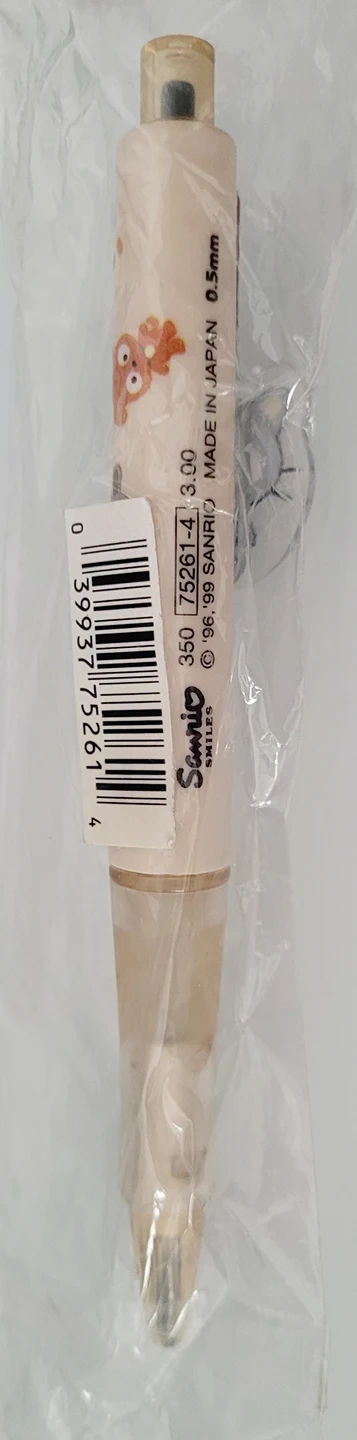 Sanrio
SMILES
350 75261-4 3.00
© '96,'99 SANRIO MADE IN JAPAN 0.5mm
0 39937 75261 4